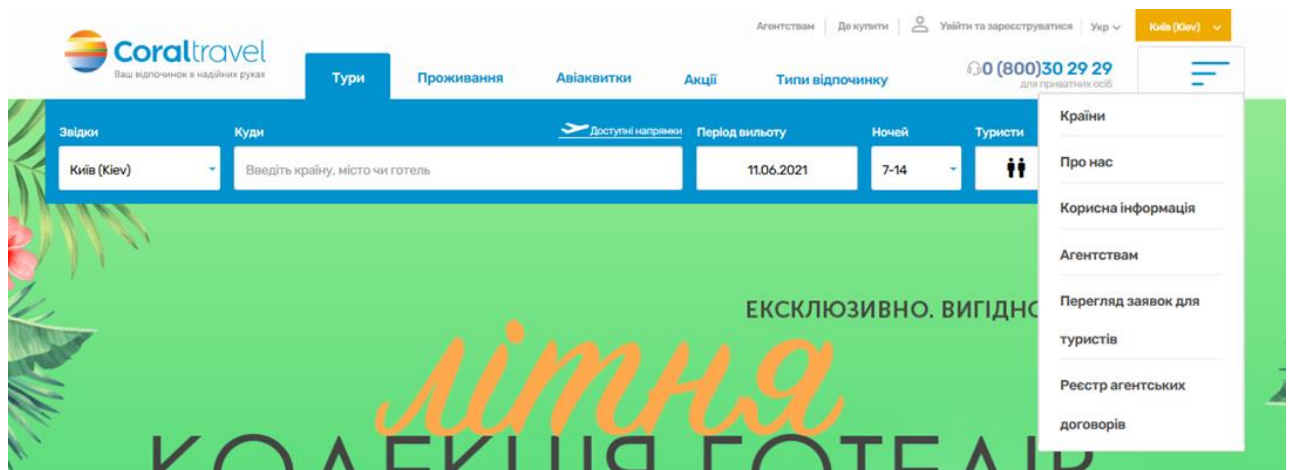 Агентствам
Де купити
Увійти та зареєструватися
Укр
Київ (Kiev)
Coraltravel
Ваш відпочинок в надійних руках
Тури
Проживання
Авіаквитки
Акції
Типи відпочинку
0 (800)30 29 29
для приватних осіб
Звідки
Куди
Доступні напрямки
Період вильоту
Ночей
Туристи
Київ (Kiev)
Введіть країну, місто чи готель
11.06.2021
7-14
Країни
Про нас
Корисна інформація
Агентствам
Перегляд заявок для
туристів
Реєстр агентських
договорів
ЕКСКЛЮЗИВНО. ВИГІДНО
літня
КОЛЕКЦІЯ ГОТЕЛІВ